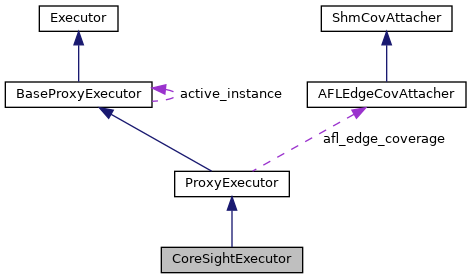 Executor
ShmCovAttacher
BaseProxyExecutor
active_instance
AFLEdgeCovAttacher
afl_edge_coverage
ProxyExecutor
CoreSightExecutor